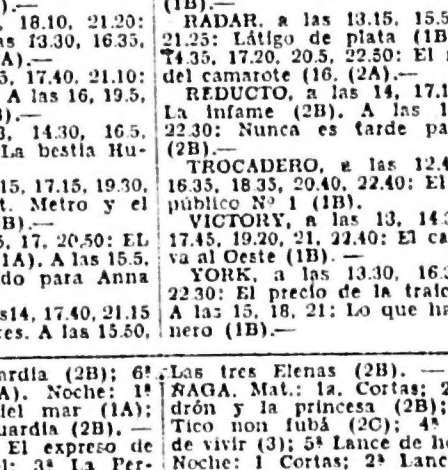 ).—
18.10, 21.20:
as 13.30, 16.35,
A).—
5, 17.40, 21.10:
A las 16, 19.5,
).—
3, 14.30, 16.5,
La bestia Hu-
15, 17.15, 19.30,
t. Metro y el
B).—
5, 17, 20.50: EL
1A). A las 15.5,
do para Anna
s14, 17.40, 21.15
res. A las 15.50,
(1B).—
RADAR, a las 13.15, 15.5
21.25: Látigo de plata (1B
14.35, 17.20, 20.5, 22.50: El
del camarote (16, (2A).—
REDUCTO, a las 14, 17.1
La infame (2B). A las 1
22.30: Nunca es tarde pa
(2B).—
TROCADERO, a las 12.4
16.35, 18.35, 20.40, 22.40: El
público Nº 1 (1B).
VICTORY, a las 13, 14.3
17.45, 19.20, 21, 22.40: El ca
va al Oeste (1B). —
YORK, a las 13.30, 16.3
22.30: El precio de la traic
A las 15, 18, 21: Lo que ha
nero (1B).—
ardia (2B); 6ª
A). Noche: 1ª
del mar (1A);
uardia (2B). —
El expreso de
3ª La Per-
Las tres Elenas (2B). —
ÑAGA. Mat.: 1a. Cortas; 2
drón y la princesa (2B);
Tico non fubá (2C); 4ª
de vivir (3); 5ª Lance de h
Noche: 1 Cortas; 2ª Lanc